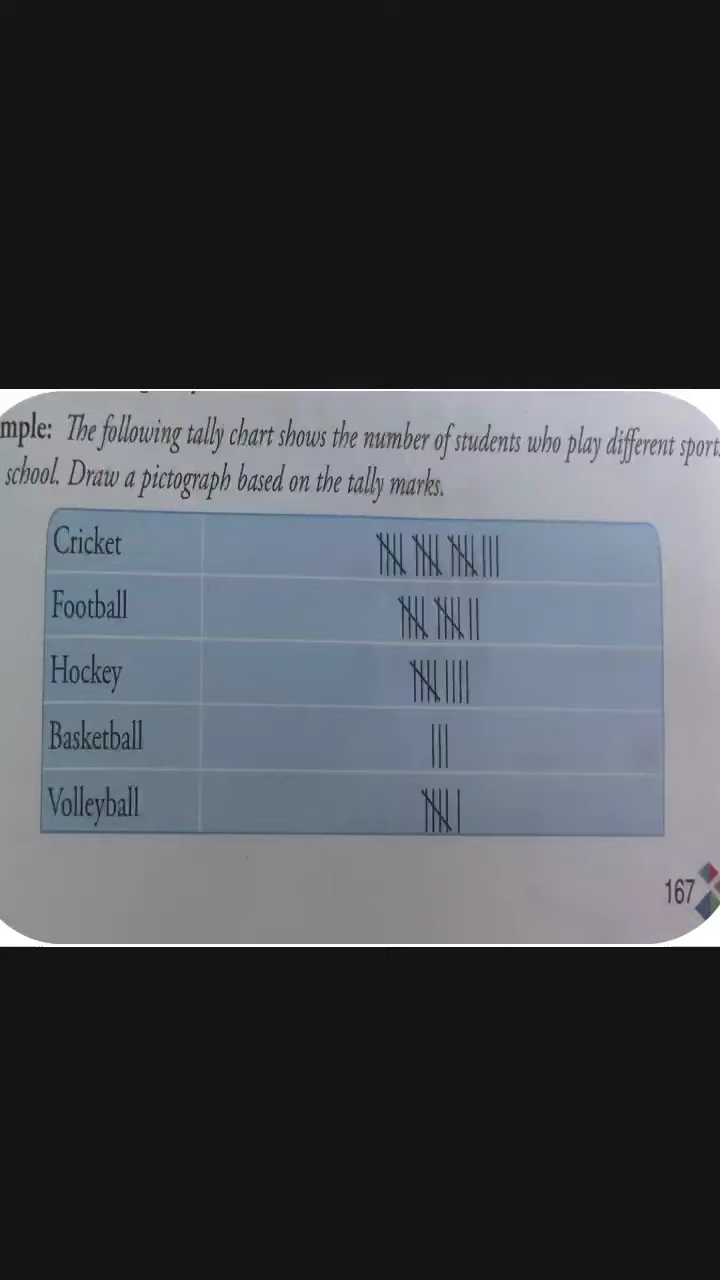 mple: The following tally chart shows the number of students who play different sport
school. Draw a pictograph based on the tally marks.
Cricket
Football
Hockey
Basketball
Volleyball
167